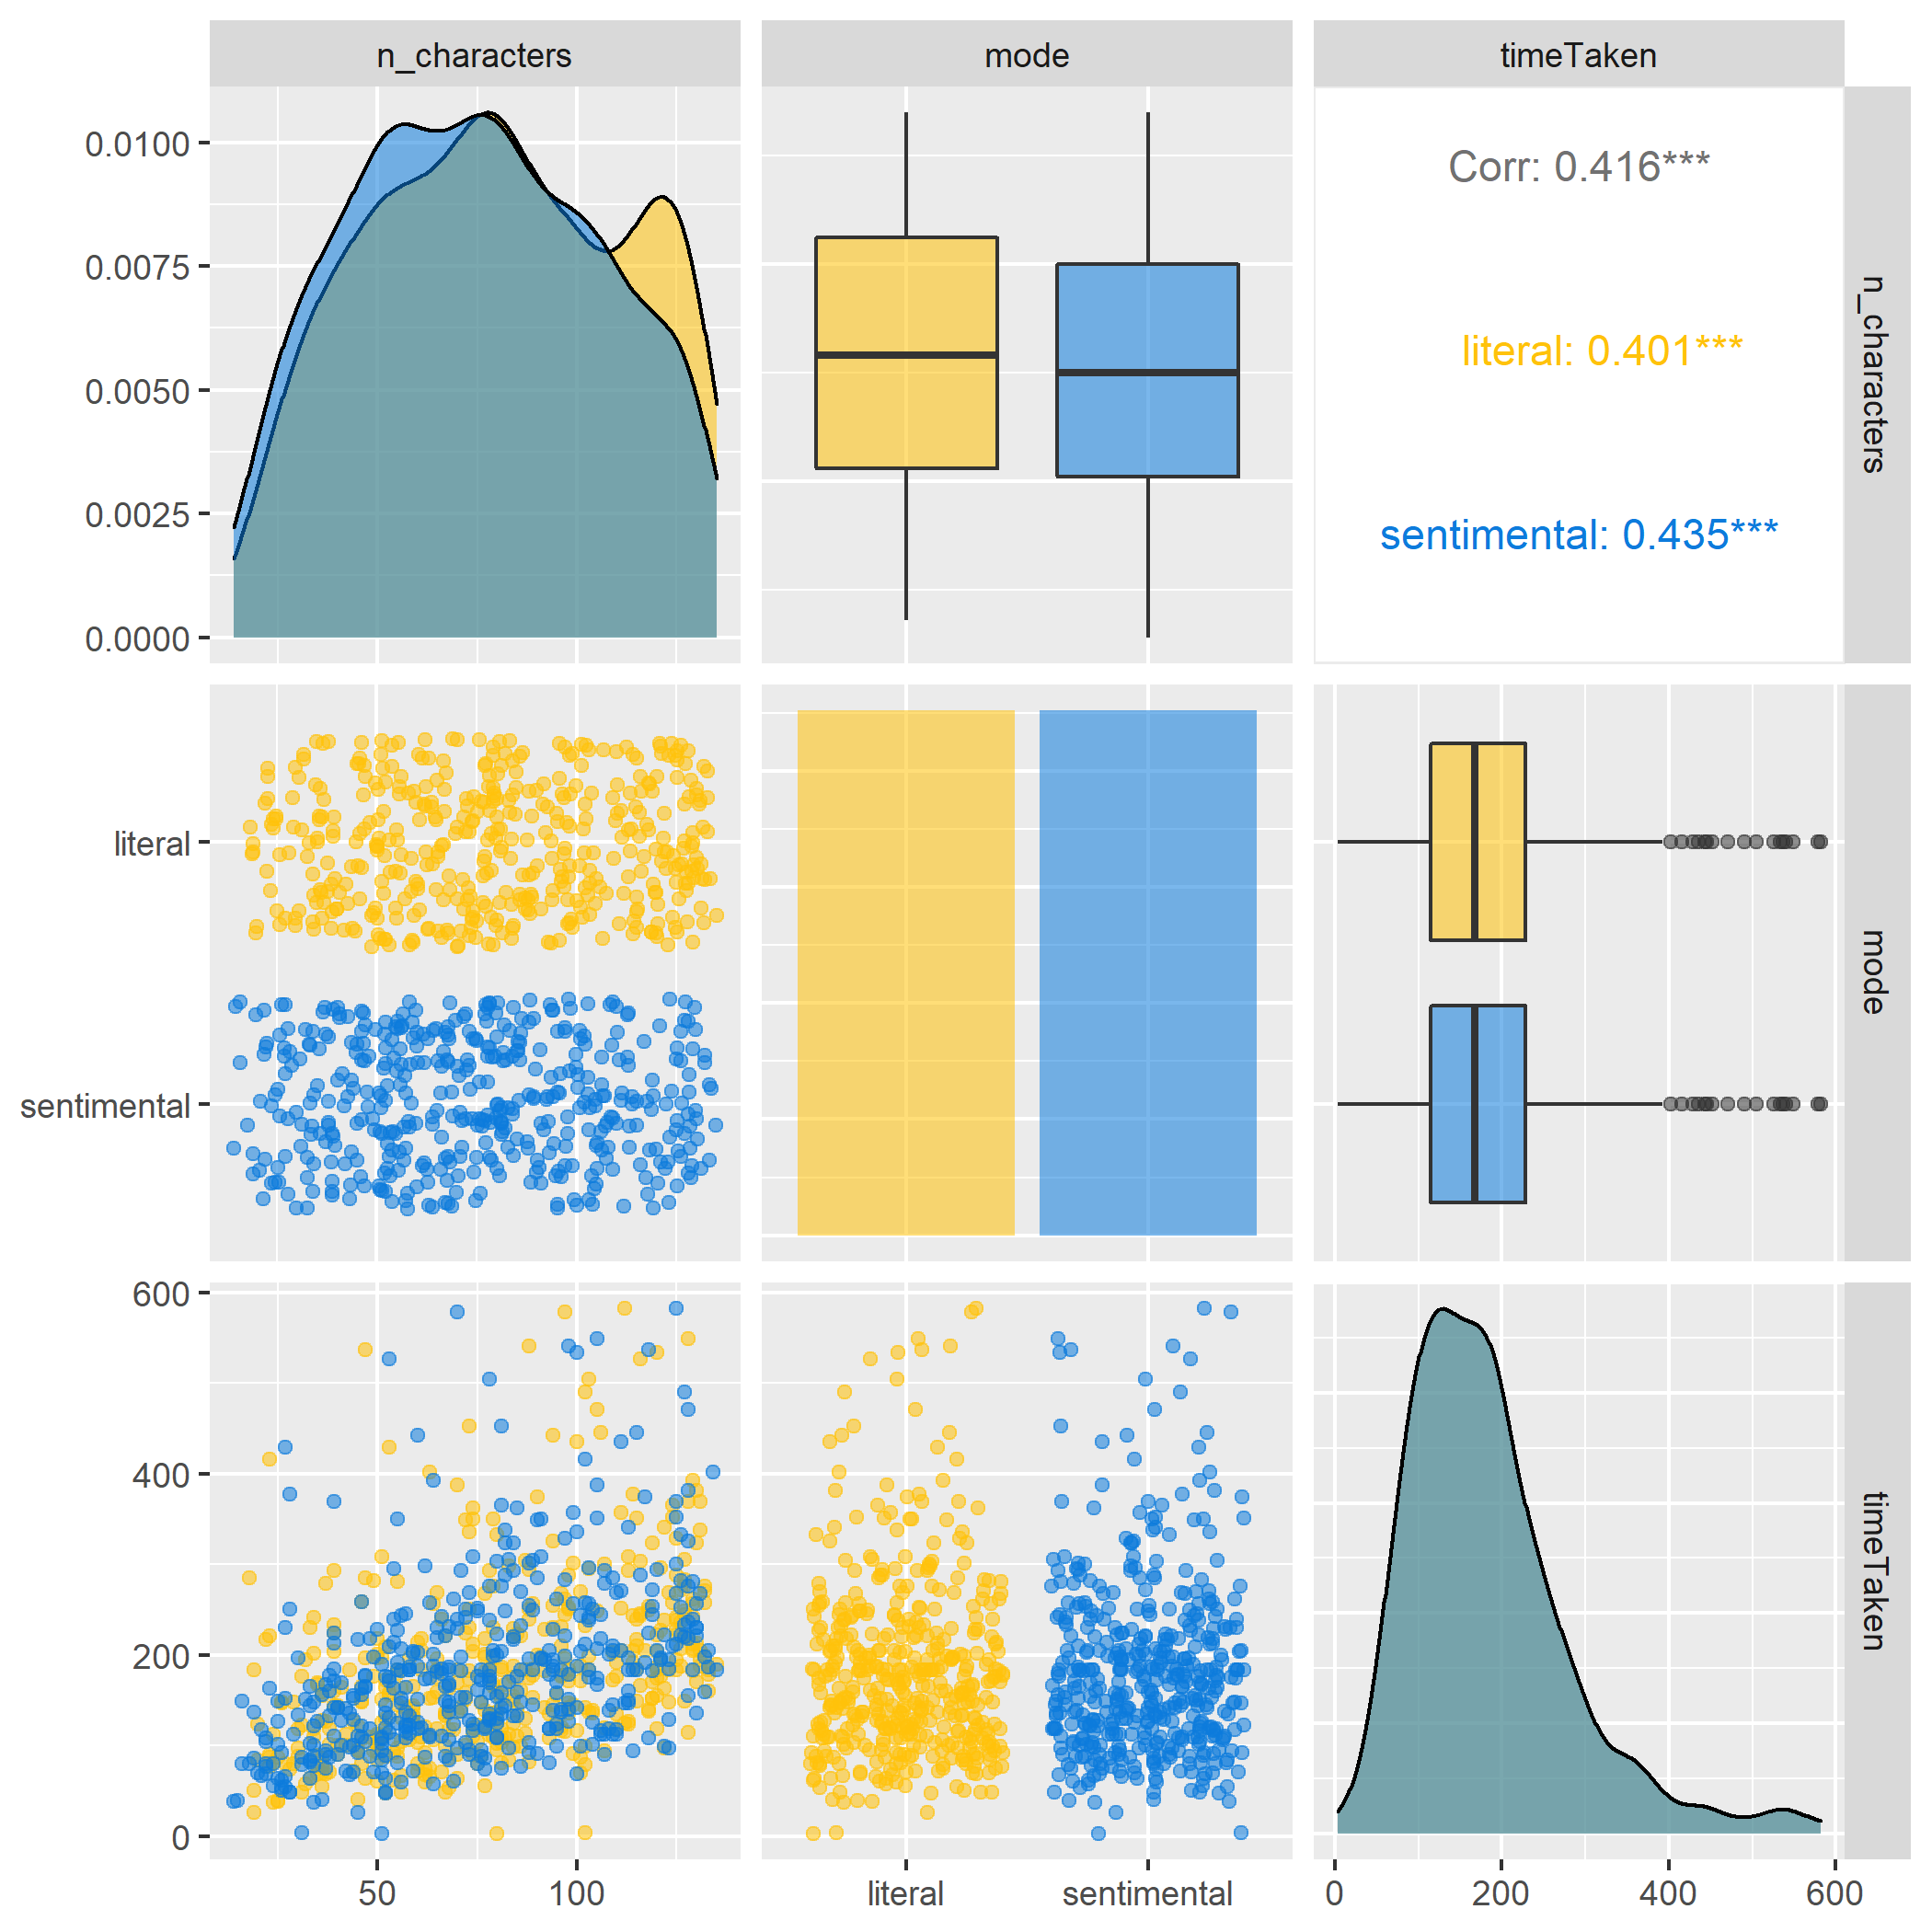 n_characters
mode
timeTaken
0.0100
0.0075
0.0050
0.0025
0.0000
Corr: 0.416***
literal: 0.401***
sentimental: 0.435***
n_characters
literal
sentimental
mode
600
400
200
0
timeTaken
50 100
literal sentimental
0 200 400 600